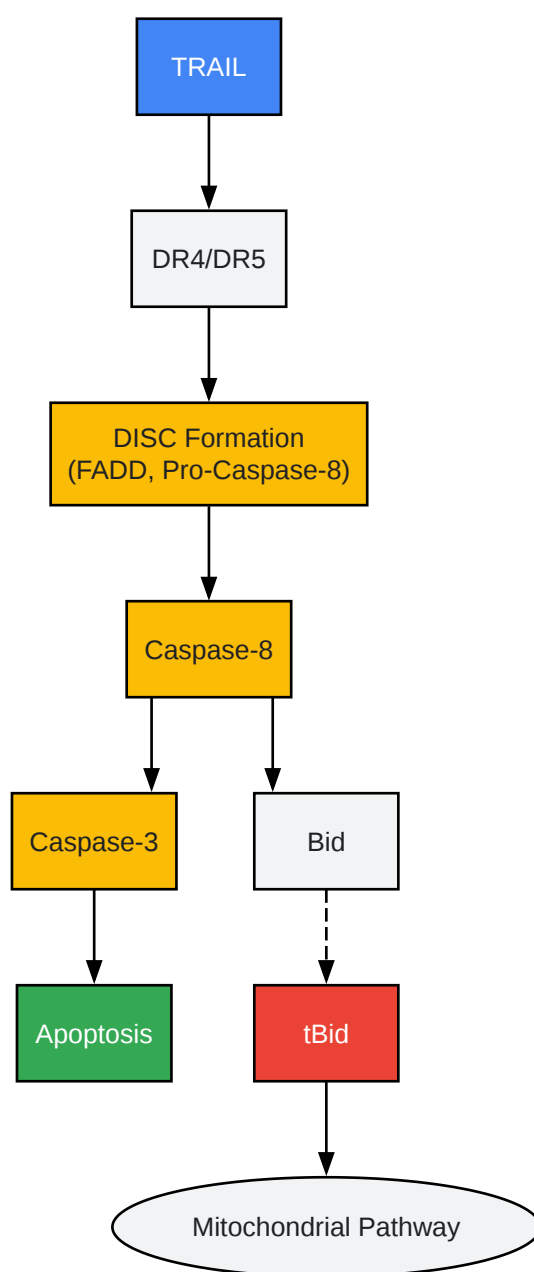 TRAIL
DR4/DR5
DISC Formation
(FADD, Pro-Caspase-8)
Caspase-8
Caspase-3
Bid
Apoptosis
tBid
Mitochondrial Pathway